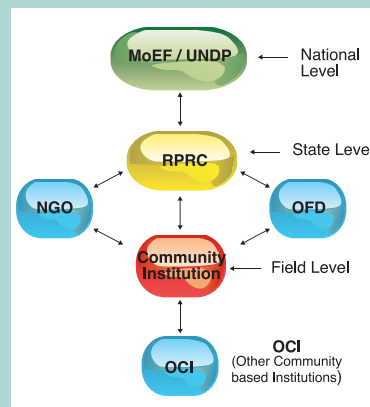 MoEF / UNDP
National
Level
RPRC
State Leve
NGO
OFD
Community
Institution
Field Level
OCI
OCI
(Other Community
based Institutions)